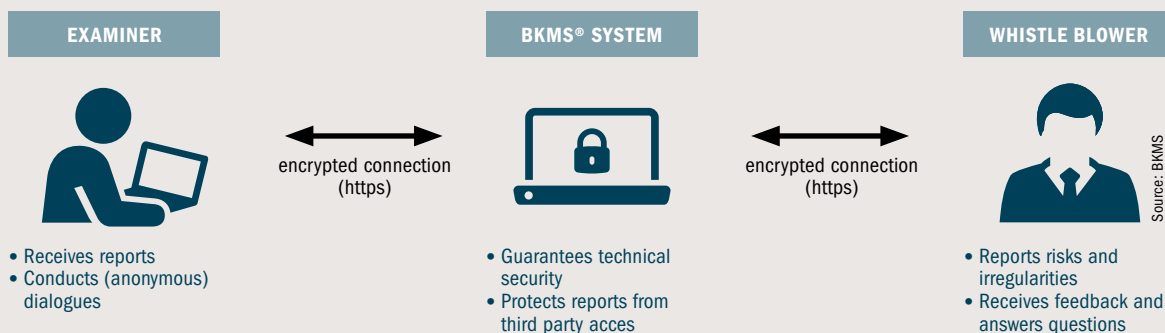 EXAMINER
BKMS® SYSTEM
WHISTLE BLOWER
encrypted connection
(https)
encrypted connection
(https)
Source: BKMS
• Receives reports
• Conducts (anonymous)
dialogues
• Guarantees technical
security
• Protects reports from
third party acces
• Reports risks and
irregularities
• Receives feedback and
answers questions